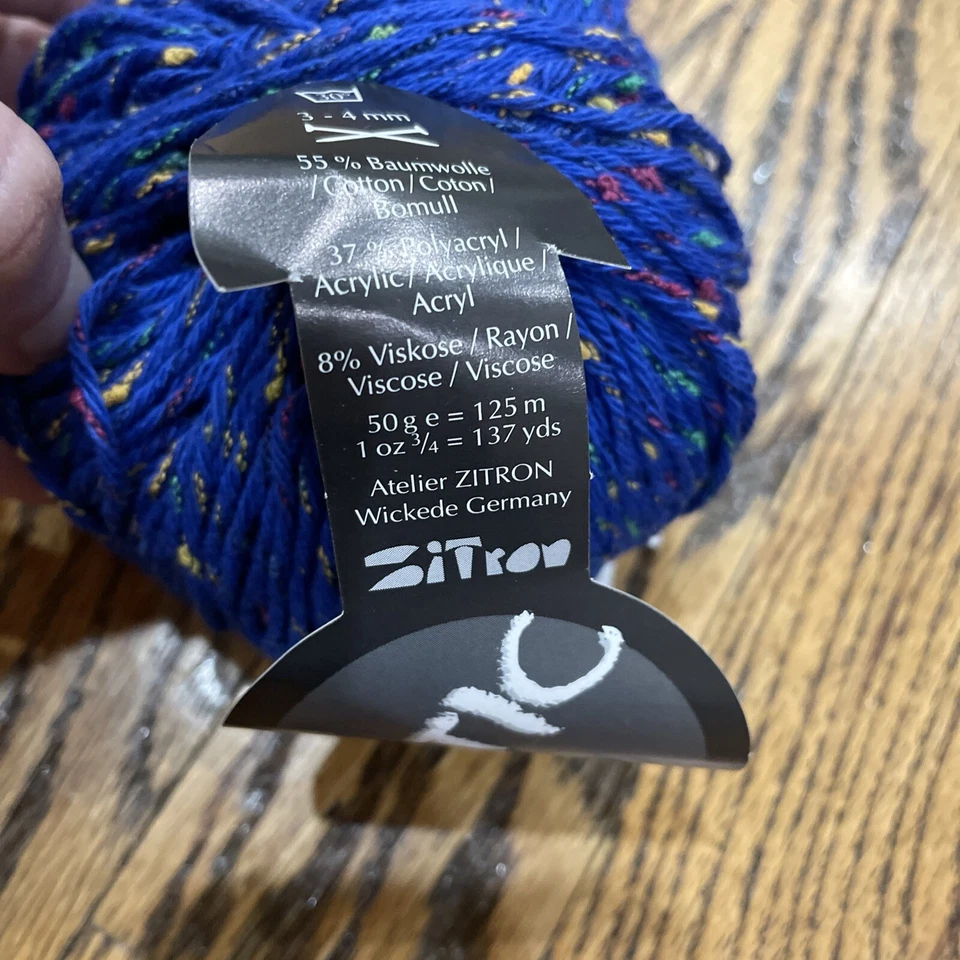 30°
3 - 4 mm
55 % Baumwolle
/ Cotton / Coton /
Bomull
37 % Polyacryl /
Acrylic / Acrylique /
Acryl
8% Viskose / Rayon /
Viscose / Viscose
50 g e = 125 m
1 oz 3/4 = 137 yds
Atelier ZITRON
Wickede Germany
ZiTron